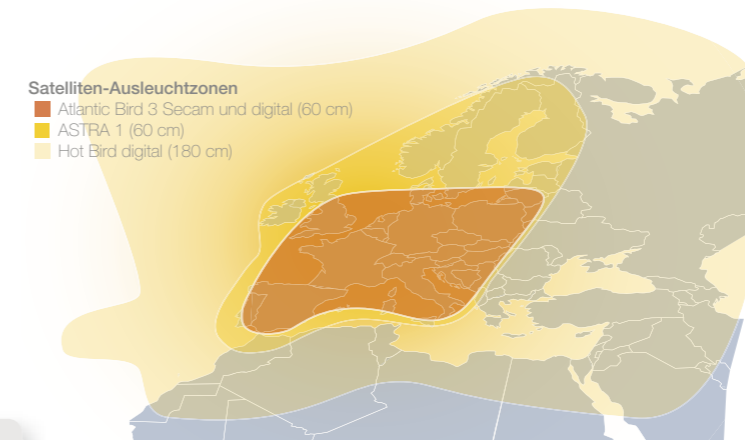 Satelliten-Ausleuchtzonen
Atlantic Bird 3 Secam und digital (60 cm)
ASTRA 1 (60 cm)
Hot Bird digital (180 cm)